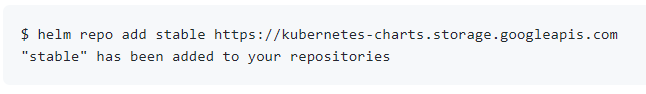 $ helm repo add stable https://kubernetes-charts.storage.googleapis.com
"stable" has been added to your repositories